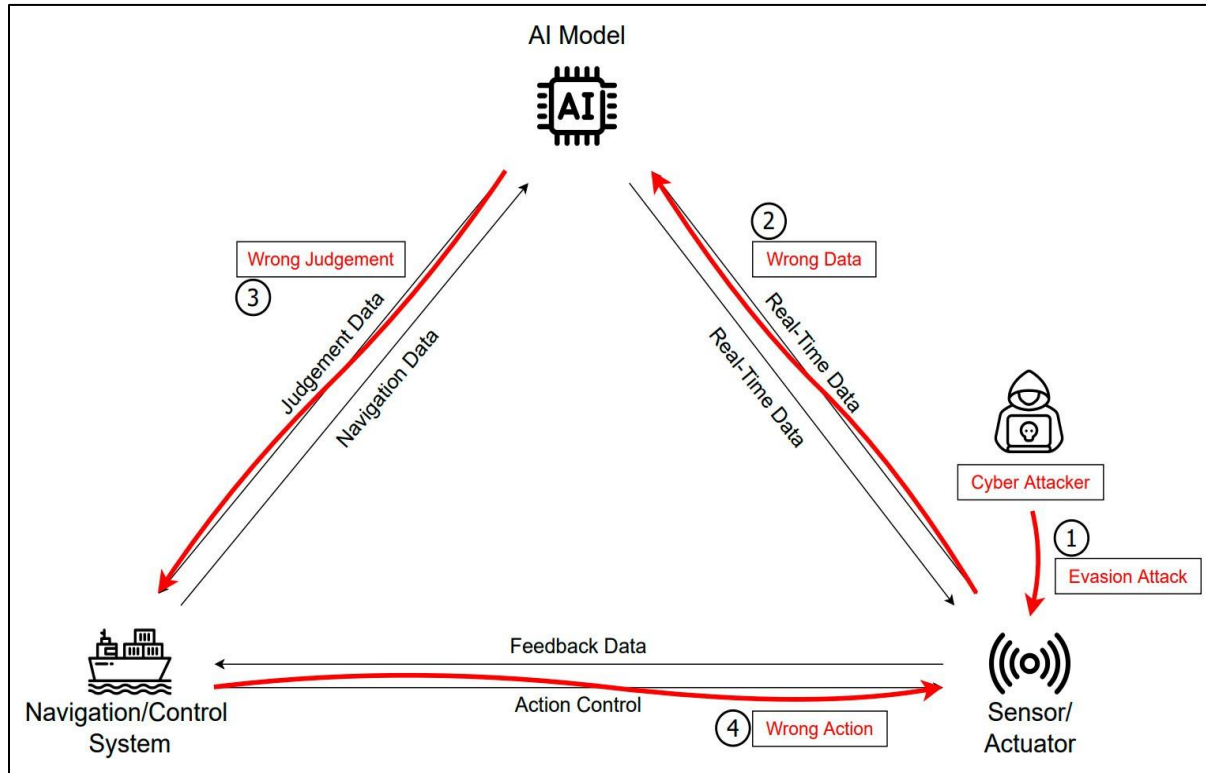 AI Model
AI
2
Wrong Judgement
Wrong Data
3
Judgement Data
Navigation Data
Real-Time Data
Real-Time Data
Cyber Attacker
1
Evasion Attack
Feedback Data
Action Control
Navigation/Control
System
4
Wrong Action
Sensor/
Actuator